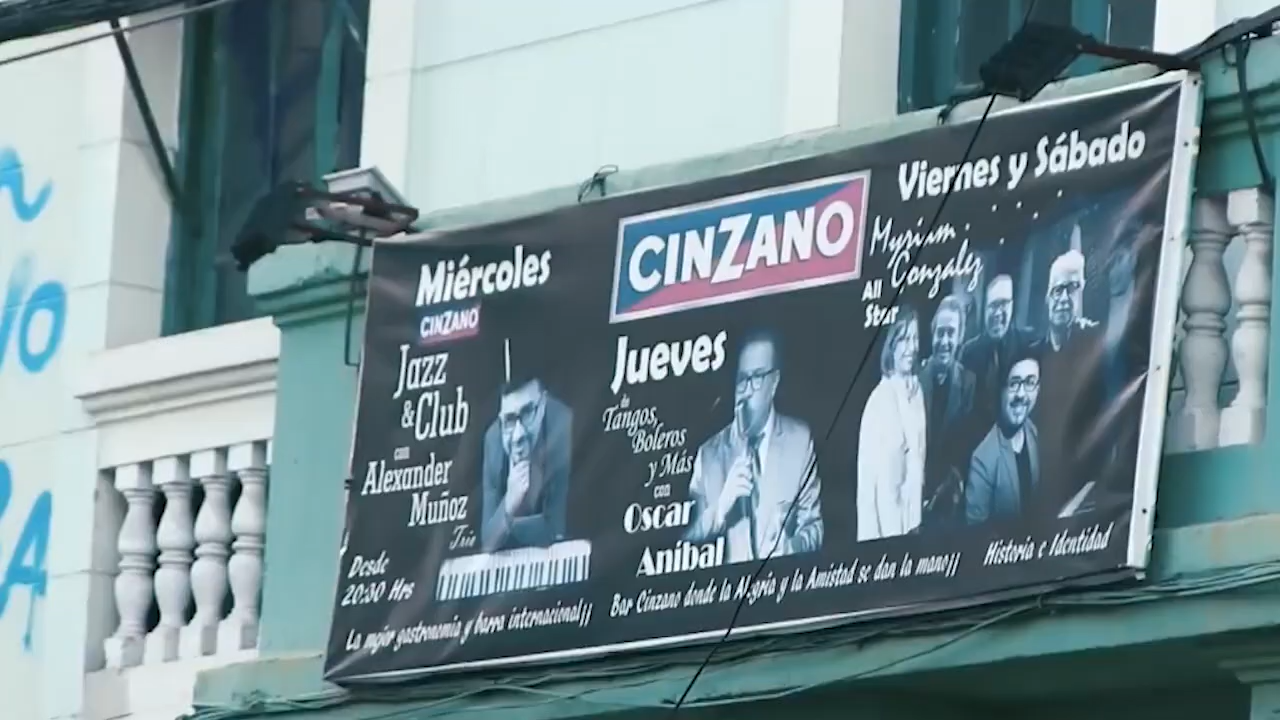 Miércoles
CINZANO
Jazz
& Club
con
Alexander
Muñoz
Trio
Desde
20:30 Hrs
La mejor gastronomía y barra internacional¡¡
CINZANO
Jueves
de
Tangos,
Boleros
y Más
con
Oscar
Aníbal
Bar Cinzano donde la Alegria y la Amistad se dan la mano¡¡
Viernes y Sábado
Myriam
Gonzalez
All
Star
Historia e Identidad